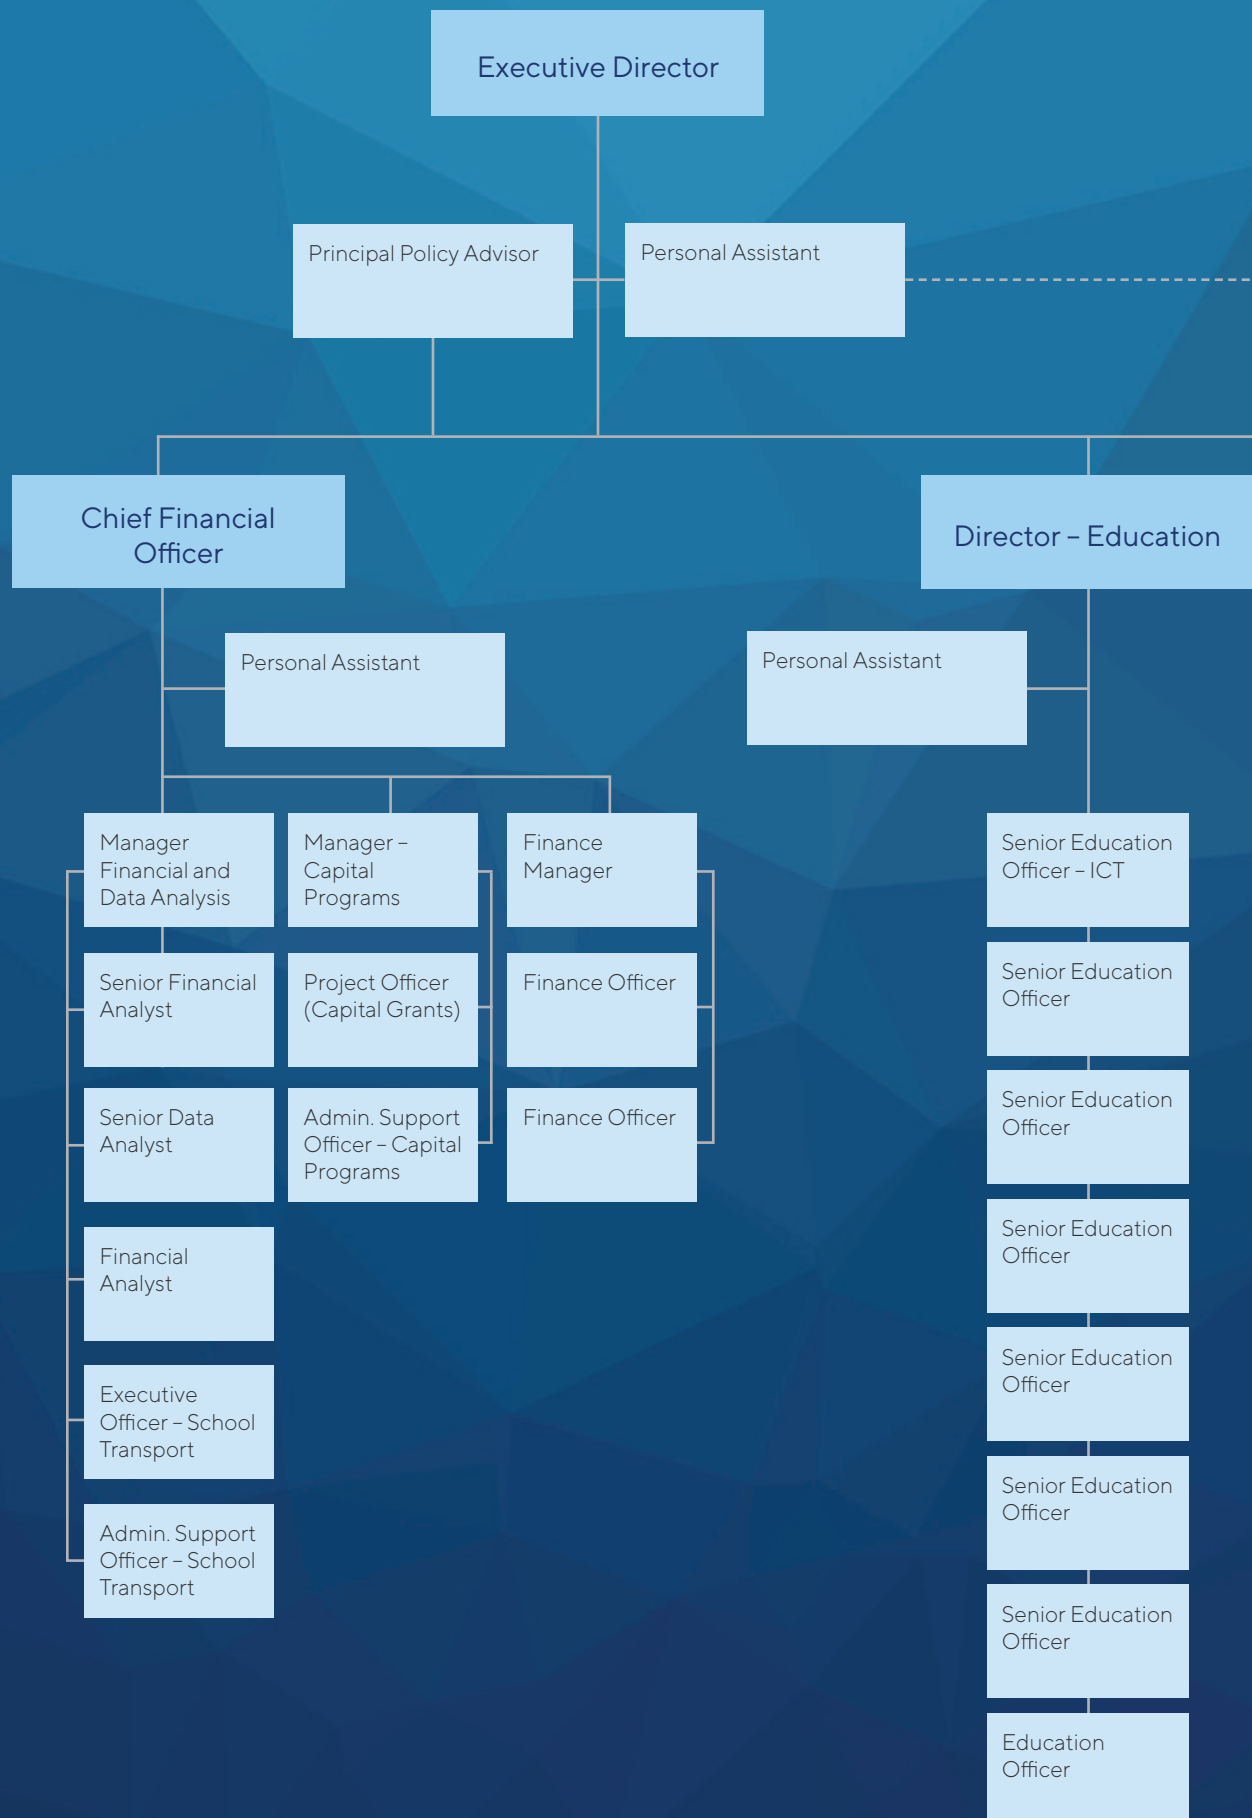 Executive Director
Principal Policy Advisor
Personal Assistant
Chief Financial
Officer
Director – Education
Personal Assistant
Personal Assistant
Manager
Financial and
Data Analysis
Manager –
Capital
Programs
Finance
Manager
Senior Education
Officer – ICT
Senior Financial
Analyst
Project Officer
(Capital Grants)
Finance Officer
Senior Education
Officer
Senior Data
Analyst
Admin. Support
Officer – Capital
Programs
Finance Officer
Senior Education
Officer
Financial
Analyst
Senior Education
Officer
Executive
Officer – School
Transport
Senior Education
Officer
Admin. Support
Officer – School
Transport
Senior Education
Officer
Senior Education
Officer
Education
Officer